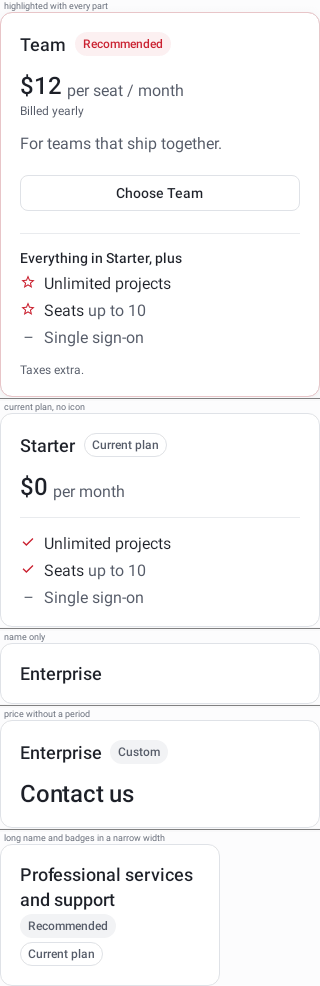 highlighted with every part
Team Recommended
$12 per seat / month
Billed yearly
For teams that ship together.
Choose Team
Everything in Starter, plus
Unlimited projects
Seats up to 10
– Single sign-on
Taxes extra.
current plan, no icon
Starter Current plan
$0 per month
Unlimited projects
Seats up to 10
– Single sign-on
name only
Enterprise
price without a period
Enterprise Custom
Contact us
long name and badges in a narrow width
Professional services
and support
Recommended
Current plan